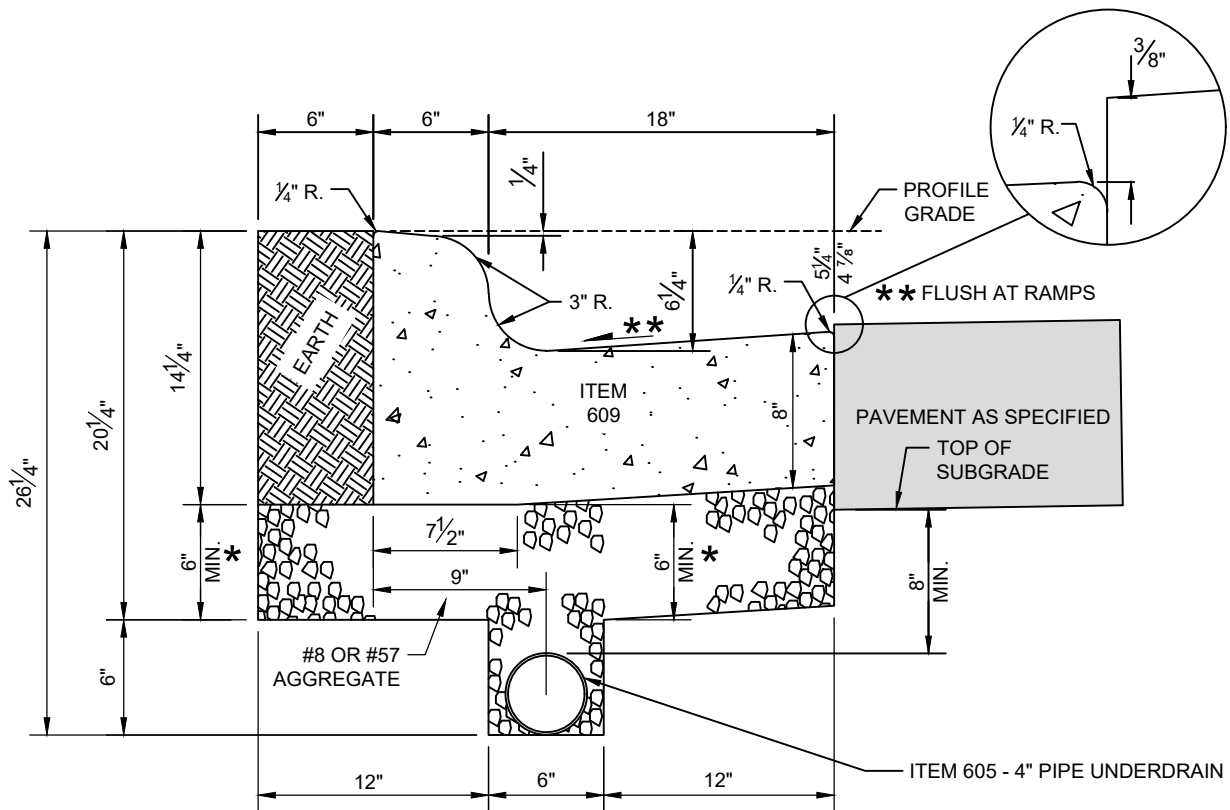 3/8"
1/4" R.
6"
6"
18"
1/4"
1/4" R.
PROFILE
GRADE
5 1/4"
4 7/8"
6 1/4"
1/4" R.
** FLUSH AT RAMPS
3" R.
**
EARTH
14 1/4"
20 1/4"
26 1/4"
ITEM
609
8"
PAVEMENT AS SPECIFIED
TOP OF
SUBGRADE
7 1/2"
6"
MIN. *
6"
MIN. *
9"
8"
MIN.
#8 OR #57
AGGREGATE
6"
ITEM 605 - 4" PIPE UNDERDRAIN
12"
6"
12"